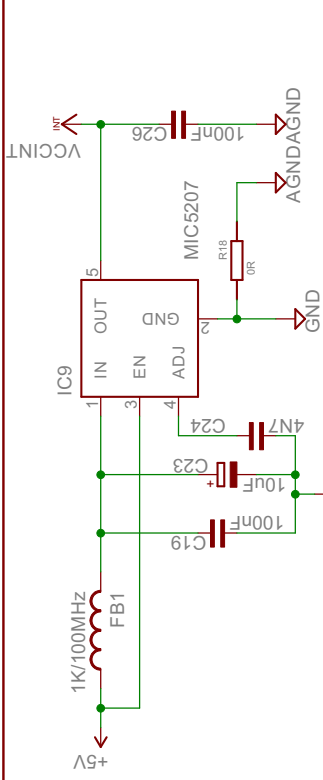 INT
VCCINT
C26
100nF
AGND
AGND
MIC5207
R18
0R
5
OUT
GND
2
GND
IC9
IN
EN
ADJ
1
3
4
C24
4N7
C23
+
10uF
C19
100nF
1K/100MHz
FB1
+5V